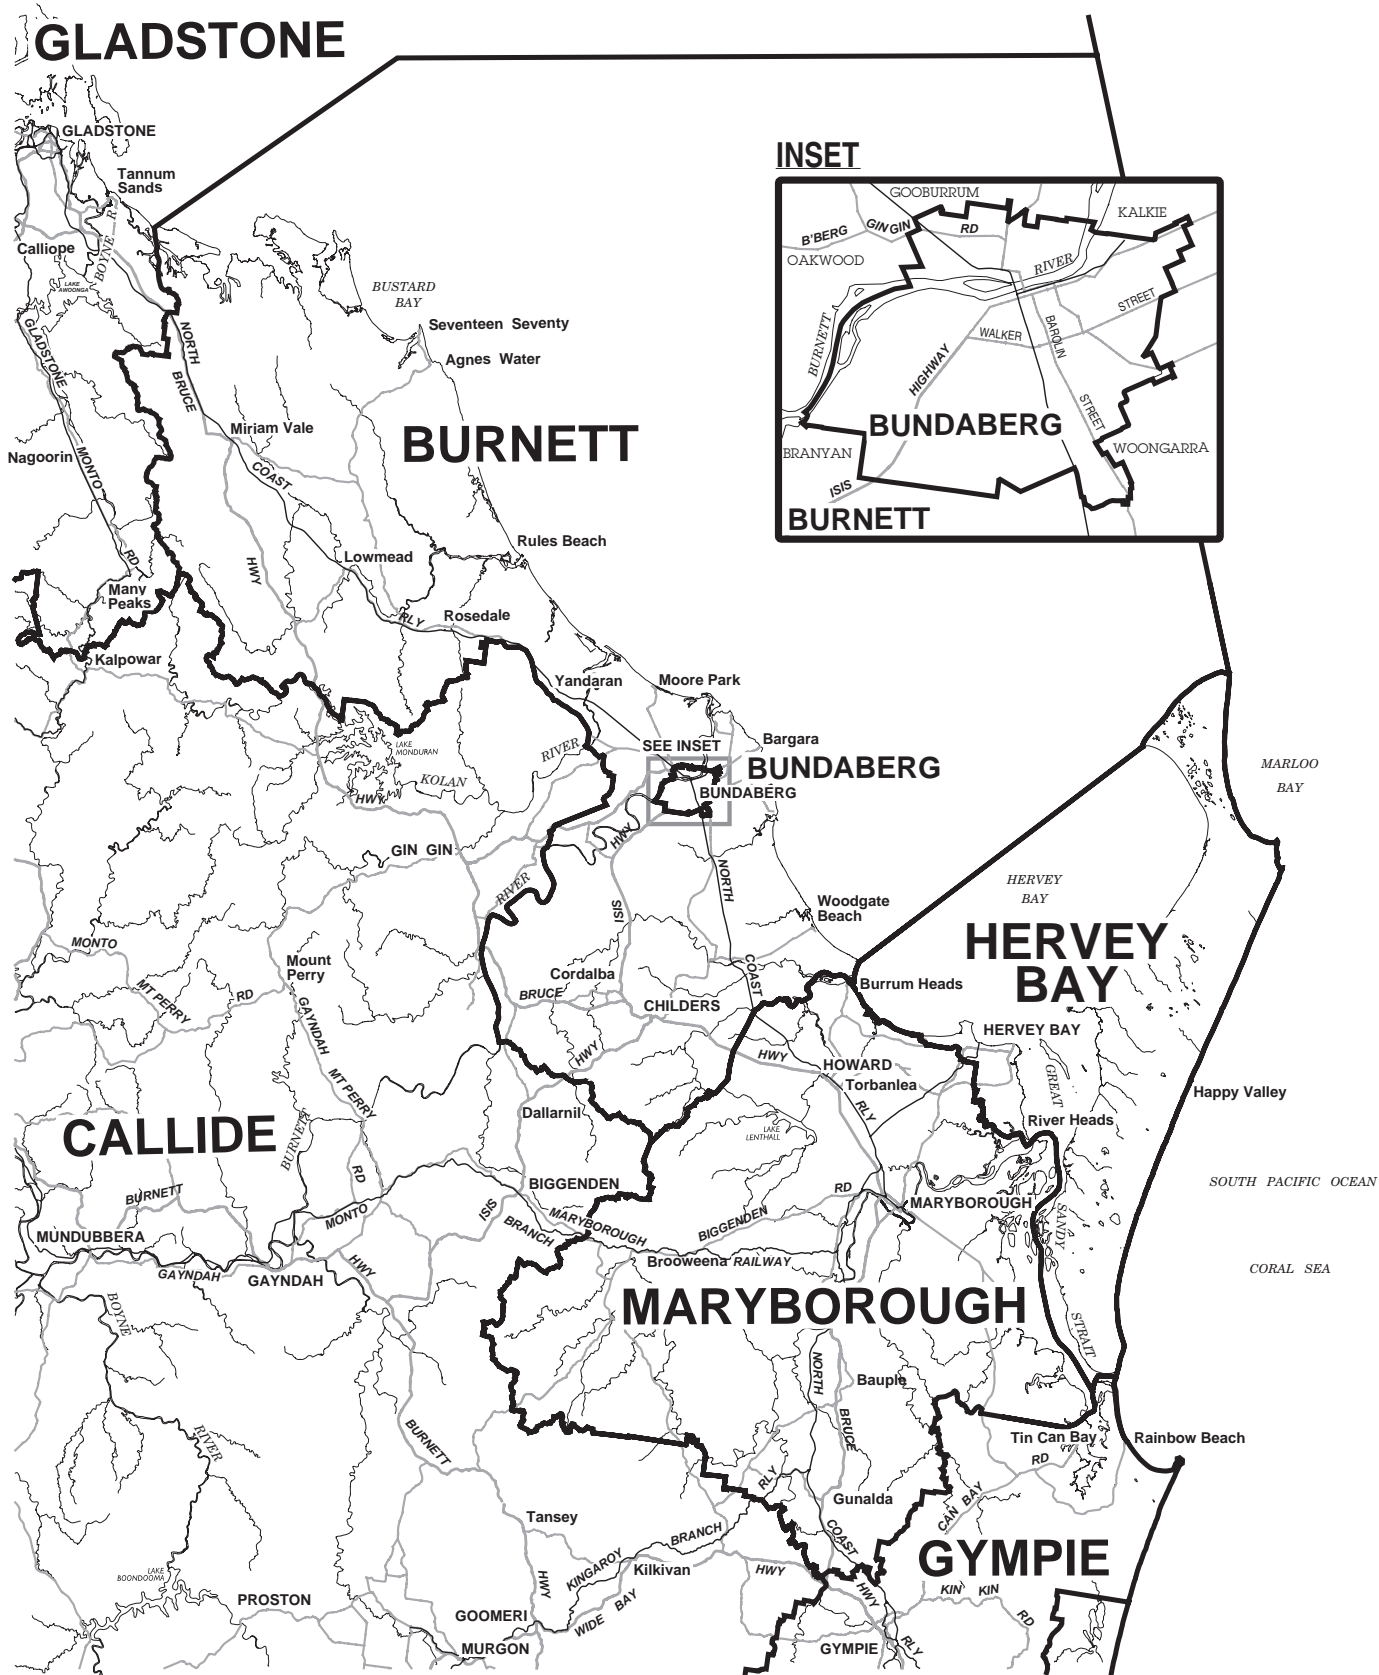 GLADSTONE
GLADSTONE
Tannum
Sands
Calliope
BOYNE R
LAKE
AWOONGA
GLADSTONE
MONTO
RD
Nagoorin
Many
Peaks
Kalpowar
NORTH
BRUCE
Miriam Vale
COAST
HWY
Lowmead
RLY
Rosedale
BUSTARD
BAY
Seventeen Seventy
Agnes Water
BURNETT
Rules Beach
Yandaran
Moore Park
SEE INSET
Bargara
BUNDABERG
BUNDABERG
INSET
GOOBURRUM
KALKIE
B'BERG
GIN GIN
RD
OAKWOOD
RIVER
BURNETT
STREET
WALKER
BAROLIN
STREET
HIGHWAY
BUNDABERG
BRANYAN
WOONGARRA
ISIS
BURNETT
LAKE
MONDURAN
RIVER
KOLAN
HWY
GIN GIN
RIVER
HWY
ISIS
NORTH
COAST
Woodgate
Beach
MARLOO
BAY
HERVEY
BAY
HERVEY
BAY
MONTO
MT PERRY
RD
Mount
Perry
GAYNDAH
MT PERRY
RD
Cordalba
BRUCE
CHILDERS
HWY
HWY
Burrum Heads
HERVEY BAY
HOWARD
Torbanlea
RLY
GREAT
SANDY
STRAIT
River Heads
Happy Valley
CALLIDE
BURNETT
Dallarnil
LAKE
LENTHALL
BIGGENDEN
BURNETT
MUNDUBBERA
MONTO
ISIS
BRANCH
MARYBOROUGH
BIGGENDEN
RD
MARYBOROUGH
SOUTH PACIFIC OCEAN
Brooweena
RAILWAY
GAYNDAH
GAYNDAH
HWY
CORAL SEA
BOYNE
RIVER
MARYBOROUGH
NORTH
Bauple
BRUCE
BURNETT
Tin Can Bay
Rainbow Beach
RD
CAN BAY
RLY
Gunalda
COAST
Tansey
HWY
KINGAROY
BRANCH
Kilkivan
HWY
WIDE BAY
GYMPIE
LAKE
BOONDOOMA
PROSTON
GOOMERI
MURGON
HWY
KIN KIN
RD
GYMPIE
RLY